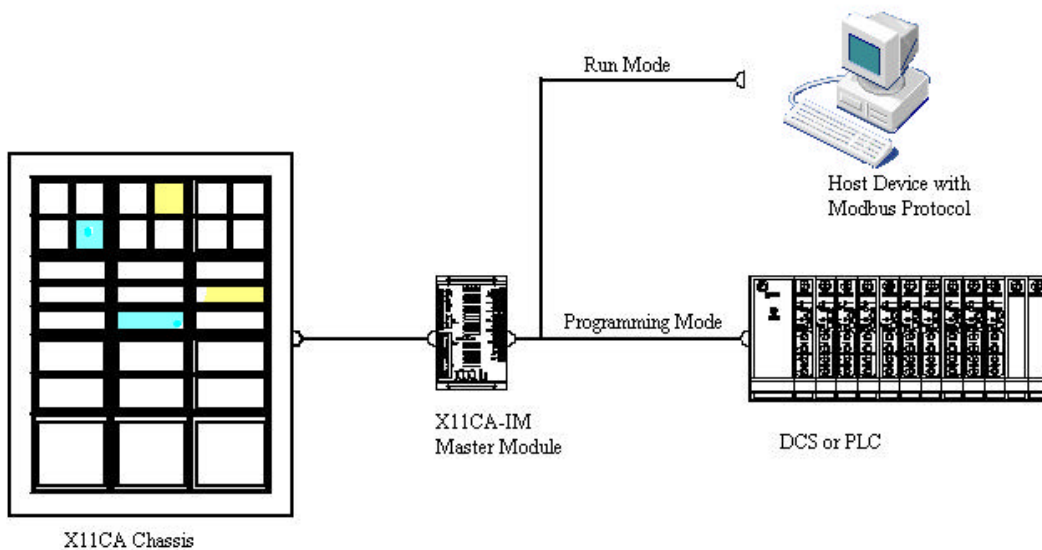 Run Mode
Host Device with
Modbus Protocol
Programming Mode
X11CA-IM
Master Module
DCS or PLC
X11CA Chassis